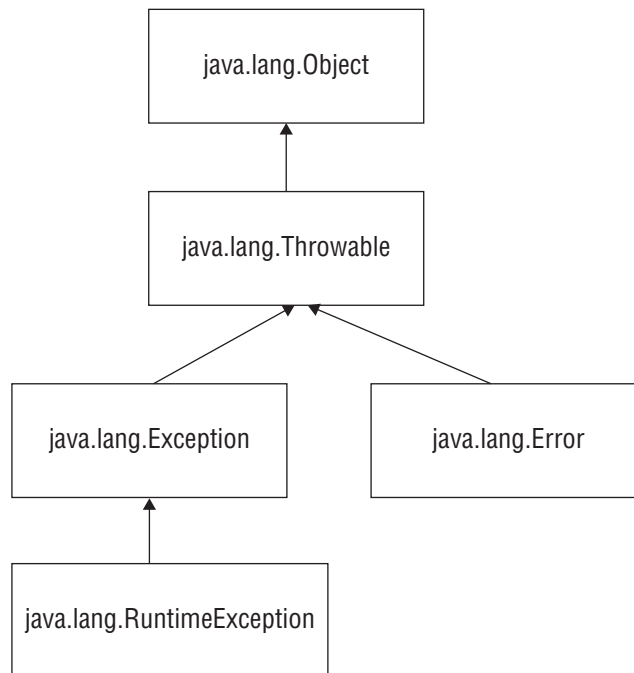 java.lang.Object
java.lang.Throwable
java.lang.Exception
java.lang.Error
java.lang.RuntimeException